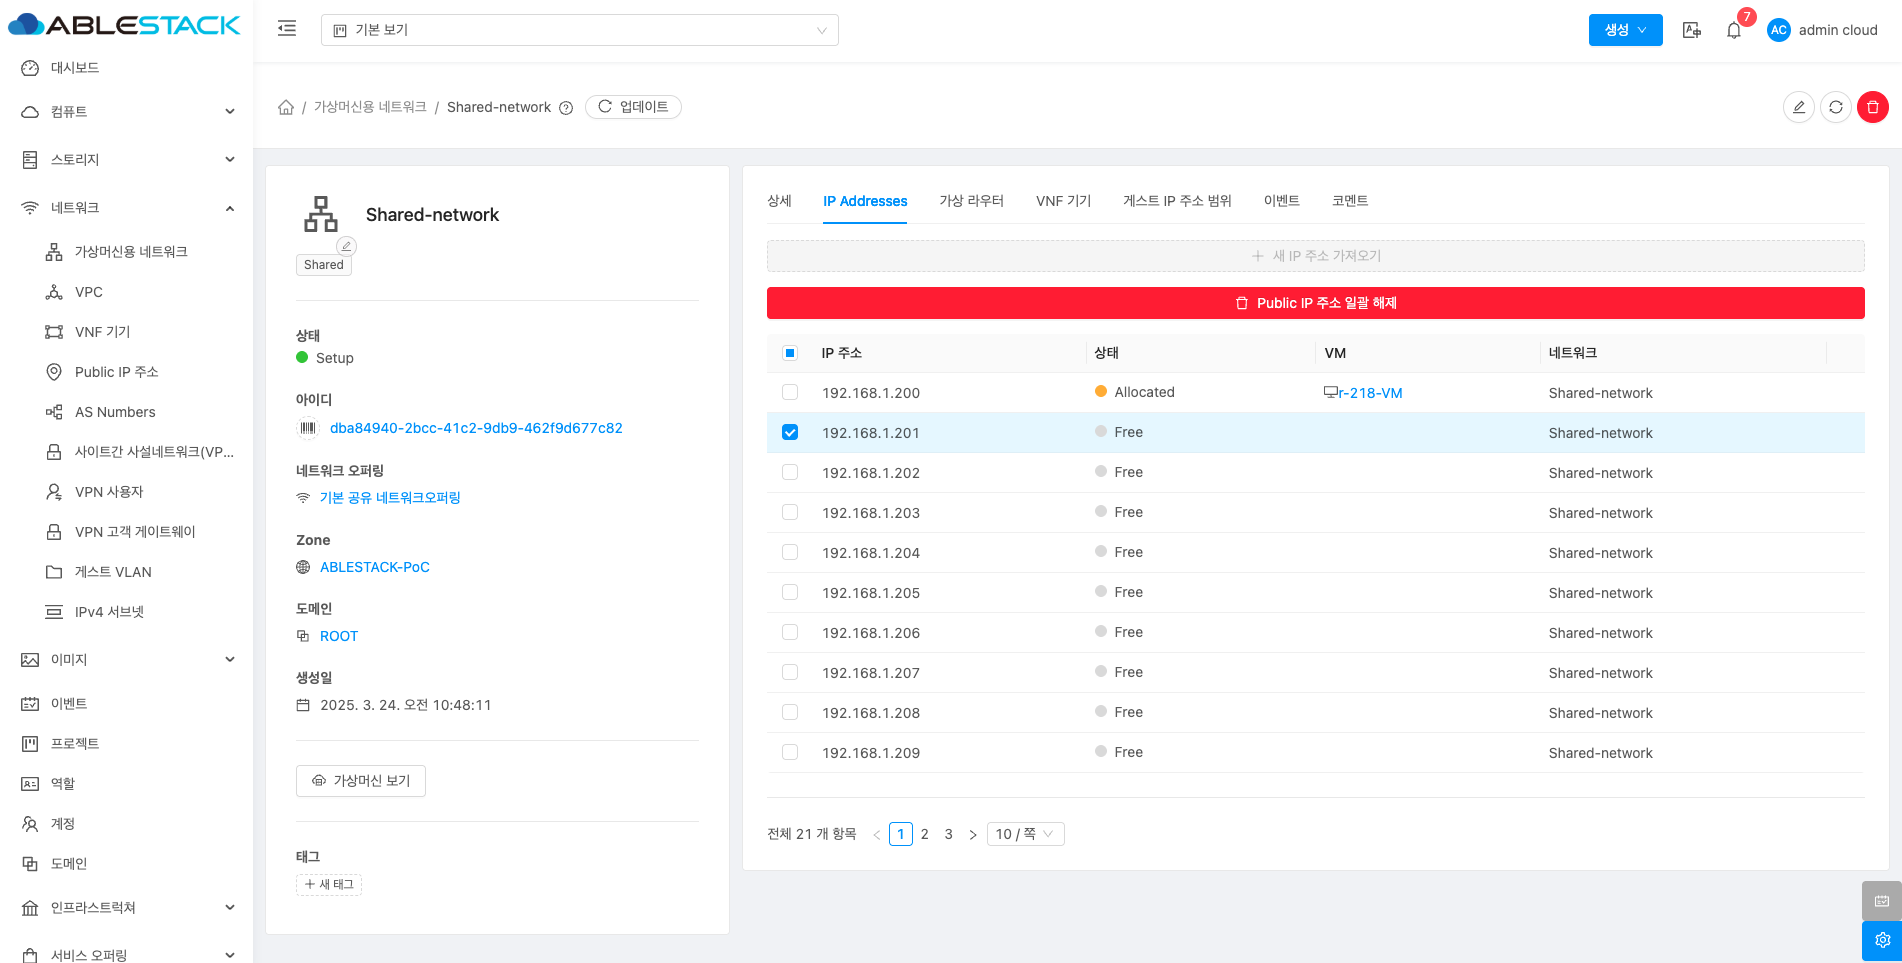 ABLESTACK
기본 보기
생성
7
AC
admin cloud
대시보드
컴퓨트
스토리지
네트워크
가상머신용 네트워크
VPC
VNF 기기
Public IP 주소
AS Numbers
사이트간 사설네트워크(VP...
VPN 사용자
VPN 고객 게이트웨이
게스트 VLAN
IPv4 서브넷
이미지
이벤트
프로젝트
역할
계정
도메인
인프라스트럭쳐
서비스 오퍼링
/ 가상머신용 네트워크 / Shared-network
업데이트
Shared-network
Shared
상태
Setup
아이디
dba84940-2bcc-41c2-9db9-462f9d677c82
네트워크 오퍼링
기본 공유 네트워크오퍼링
Zone
ABLESTACK-PoC
도메인
ROOT
생성일
2025. 3. 24. 오전 10:48:11
가상머신 보기
태그
새 태그
상세 IP Addresses 가상 라우터 VNF 기기 게스트 IP 주소 범위 이벤트 코멘트
새 IP 주소 가져오기
Public IP 주소 일괄 해제
IP 주소 상태 VM 네트워크
192.168.1.200 Allocated r-218-VM Shared-network
192.168.1.201 Free Shared-network
192.168.1.202 Free Shared-network
192.168.1.203 Free Shared-network
192.168.1.204 Free Shared-network
192.168.1.205 Free Shared-network
192.168.1.206 Free Shared-network
192.168.1.207 Free Shared-network
192.168.1.208 Free Shared-network
192.168.1.209 Free Shared-network
전체 21 개 항목 < 1 2 3 > 10 / 쪽